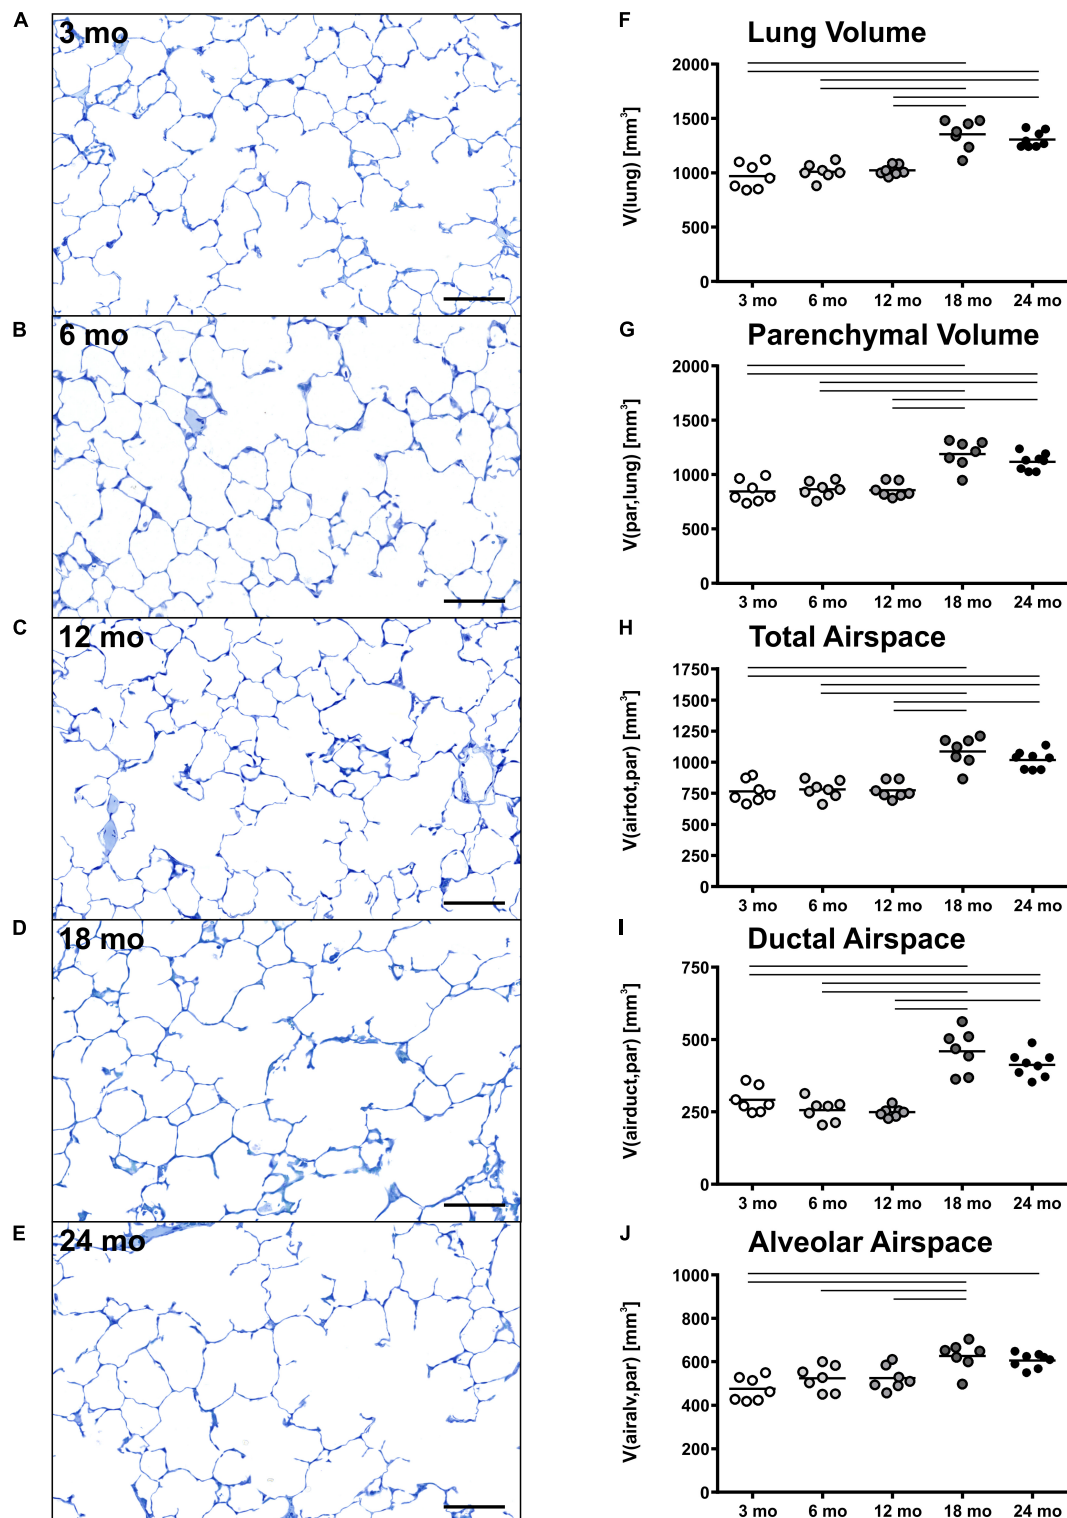 A
3 mo
B
6 mo
C
12 mo
D
18 mo
E
24 mo
F
Lung Volume
V(lung) [mm³]
2000
1500
1000
500
0
3 mo 6 mo 12 mo 18 mo 24 mo
G
Parenchymal Volume
V(par,lung) [mm³]
2000
1500
1000
500
0
3 mo 6 mo 12 mo 18 mo 24 mo
H
Total Airspace
V(airtot,par) [mm³]
1750
1500
1250
1000
750
500
250
0
3 mo 6 mo 12 mo 18 mo 24 mo
I
Ductal Airspace
V(airduct,par) [mm³]
750
500
250
0
3 mo 6 mo 12 mo 18 mo 24 mo
J
Alveolar Airspace
V(airalv,par) [mm³]
1000
800
600
400
200
0
3 mo 6 mo 12 mo 18 mo 24 mo